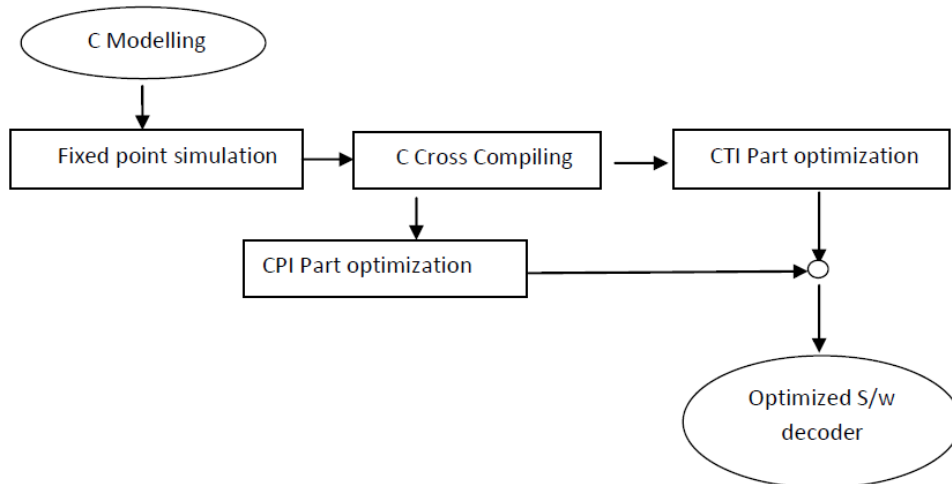 C Modelling
Fixed point simulation
C Cross Compiling
CTI Part optimization
CPI Part optimization
Optimized S/w
decoder